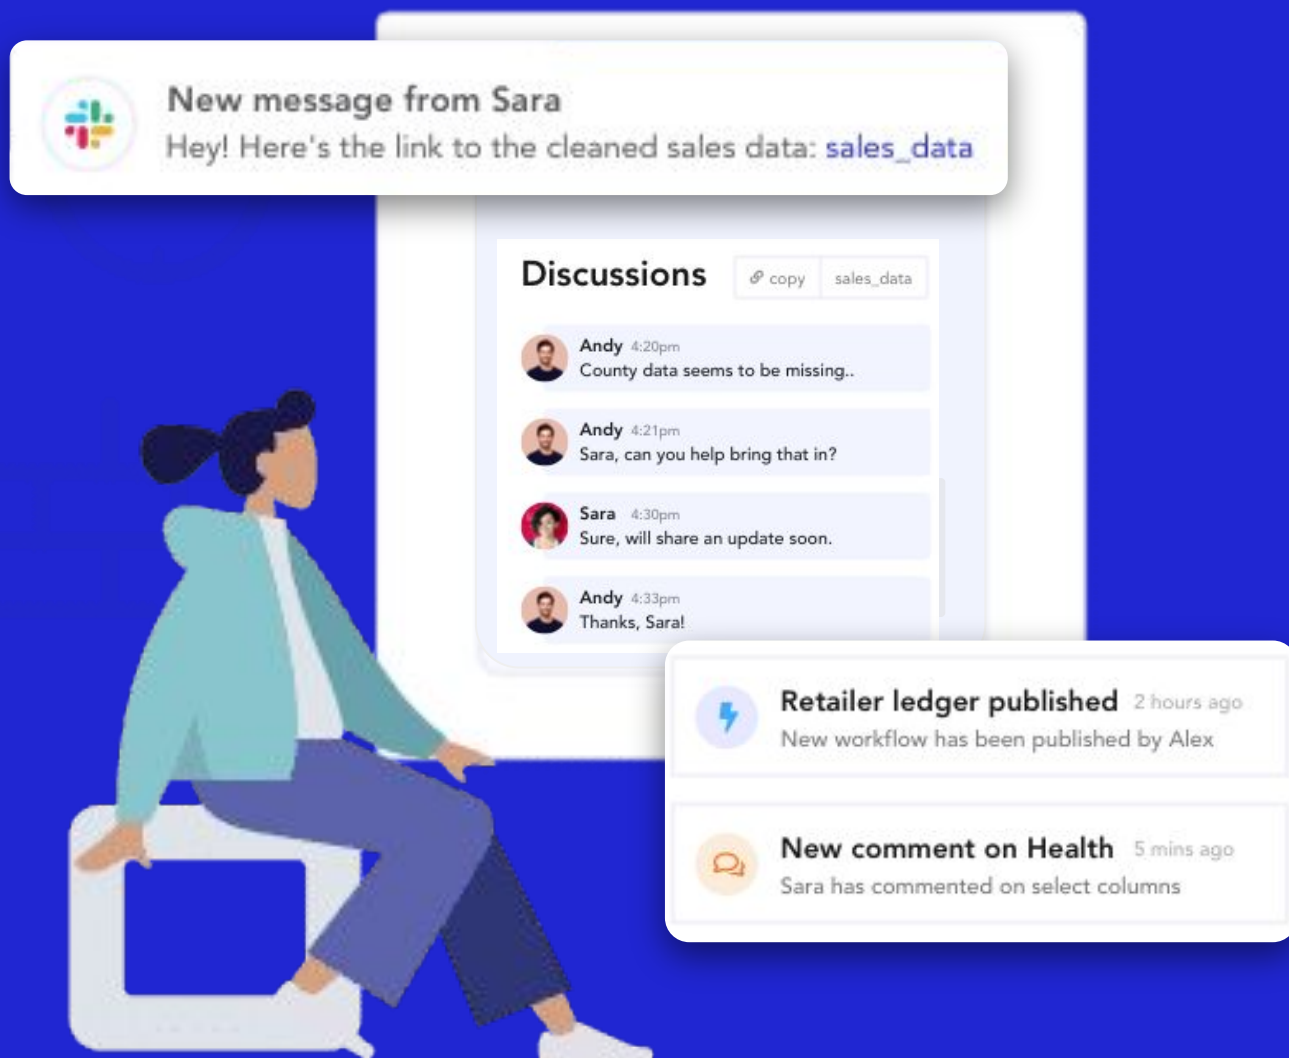 New message from Sara
Hey! Here's the link to the cleaned sales data: sales_data
Discussions
copy
sales_data
Andy 4:20pm
County data seems to be missing..
Andy 4:21pm
Sara, can you help bring that in?
Sara 4:30pm
Sure, will share an update soon.
Andy 4:33pm
Thanks, Sara!
Retailer ledger published 2 hours ago
New workflow has been published by Alex
New comment on Health 5 mins ago
Sara has commented on select columns